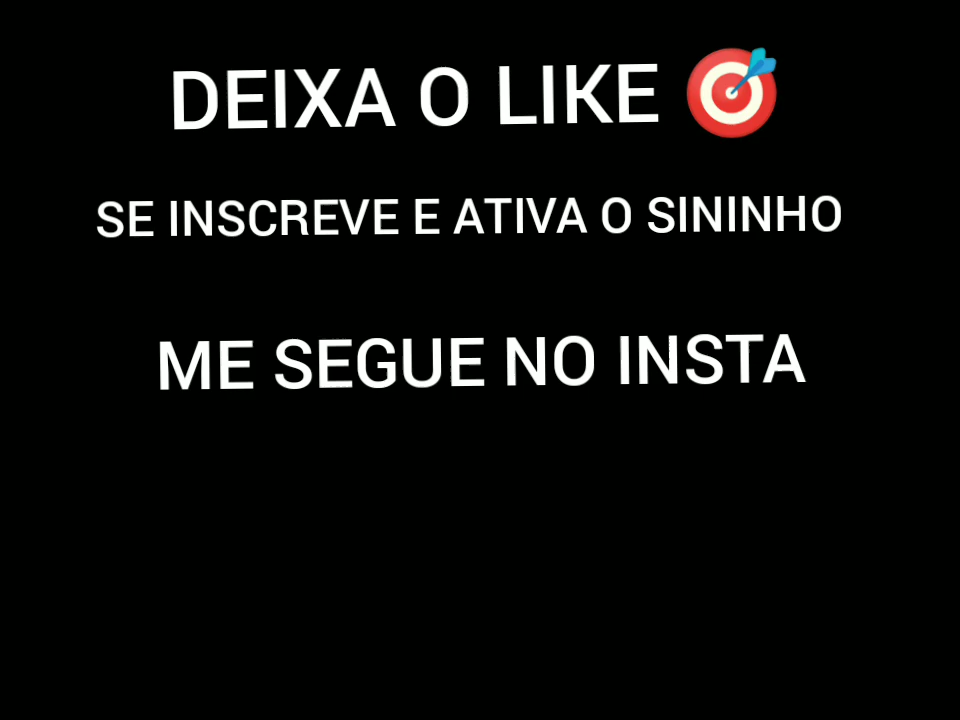 DEIXA O LIKE 🎯
SE INSCREVE E ATIVA O SININHO
ME SEGUE NO INSTA